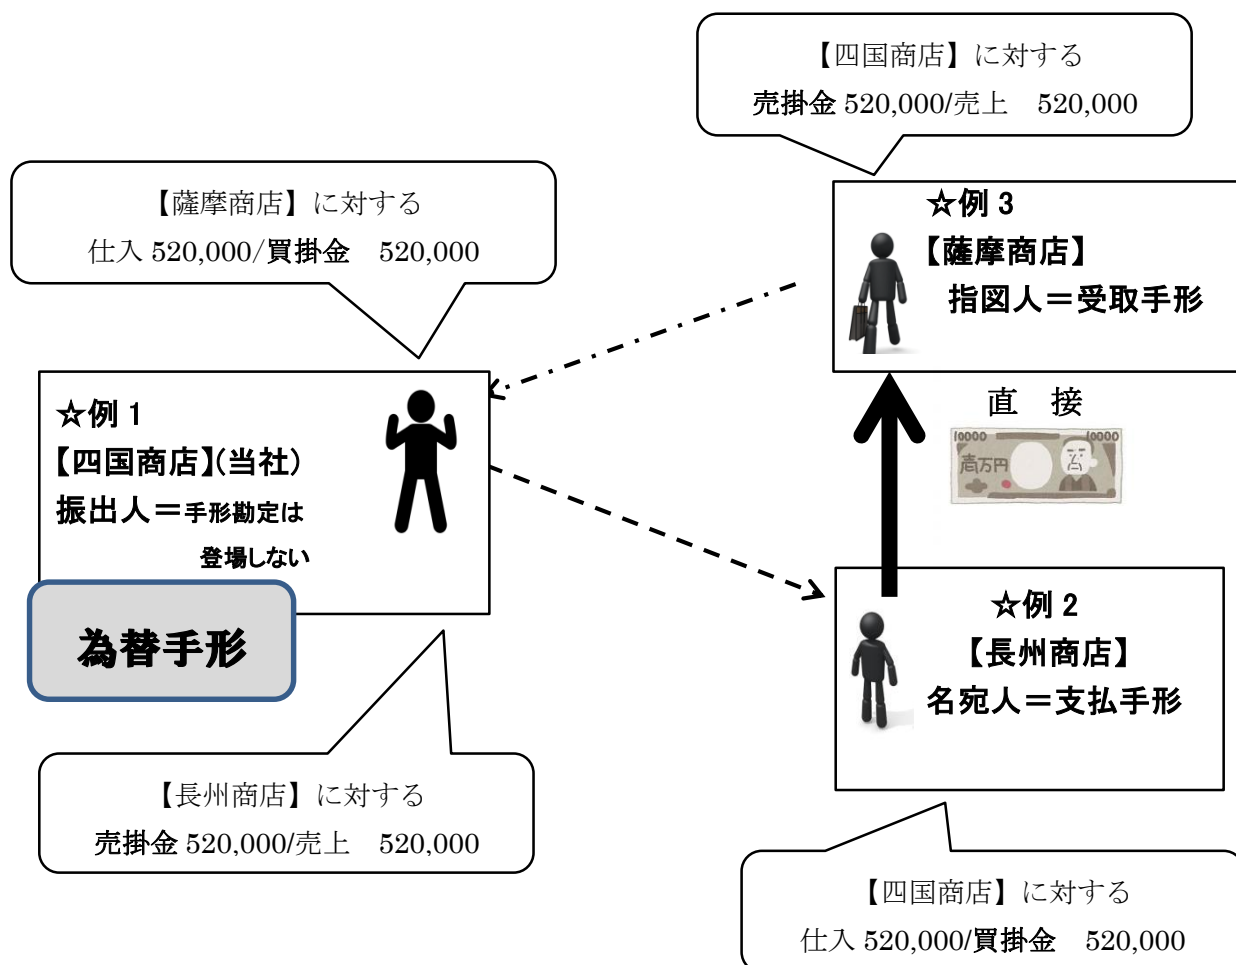 【四国商店】に対する
売掛金 520,000/売上　520,000
【薩摩商店】に対する
仕入 520,000/買掛金　520,000
☆例 3
【薩摩商店】
指図人＝受取手形
☆例 1
【四国商店】(当社)
振出人＝手形勘定は
登場しない
為替手形
直　接
10000
10000
壱万円
☆例 2
【長州商店】
名宛人＝支払手形
【長州商店】に対する
売掛金 520,000/売上　520,000
【四国商店】に対する
仕入 520,000/買掛金　520,000